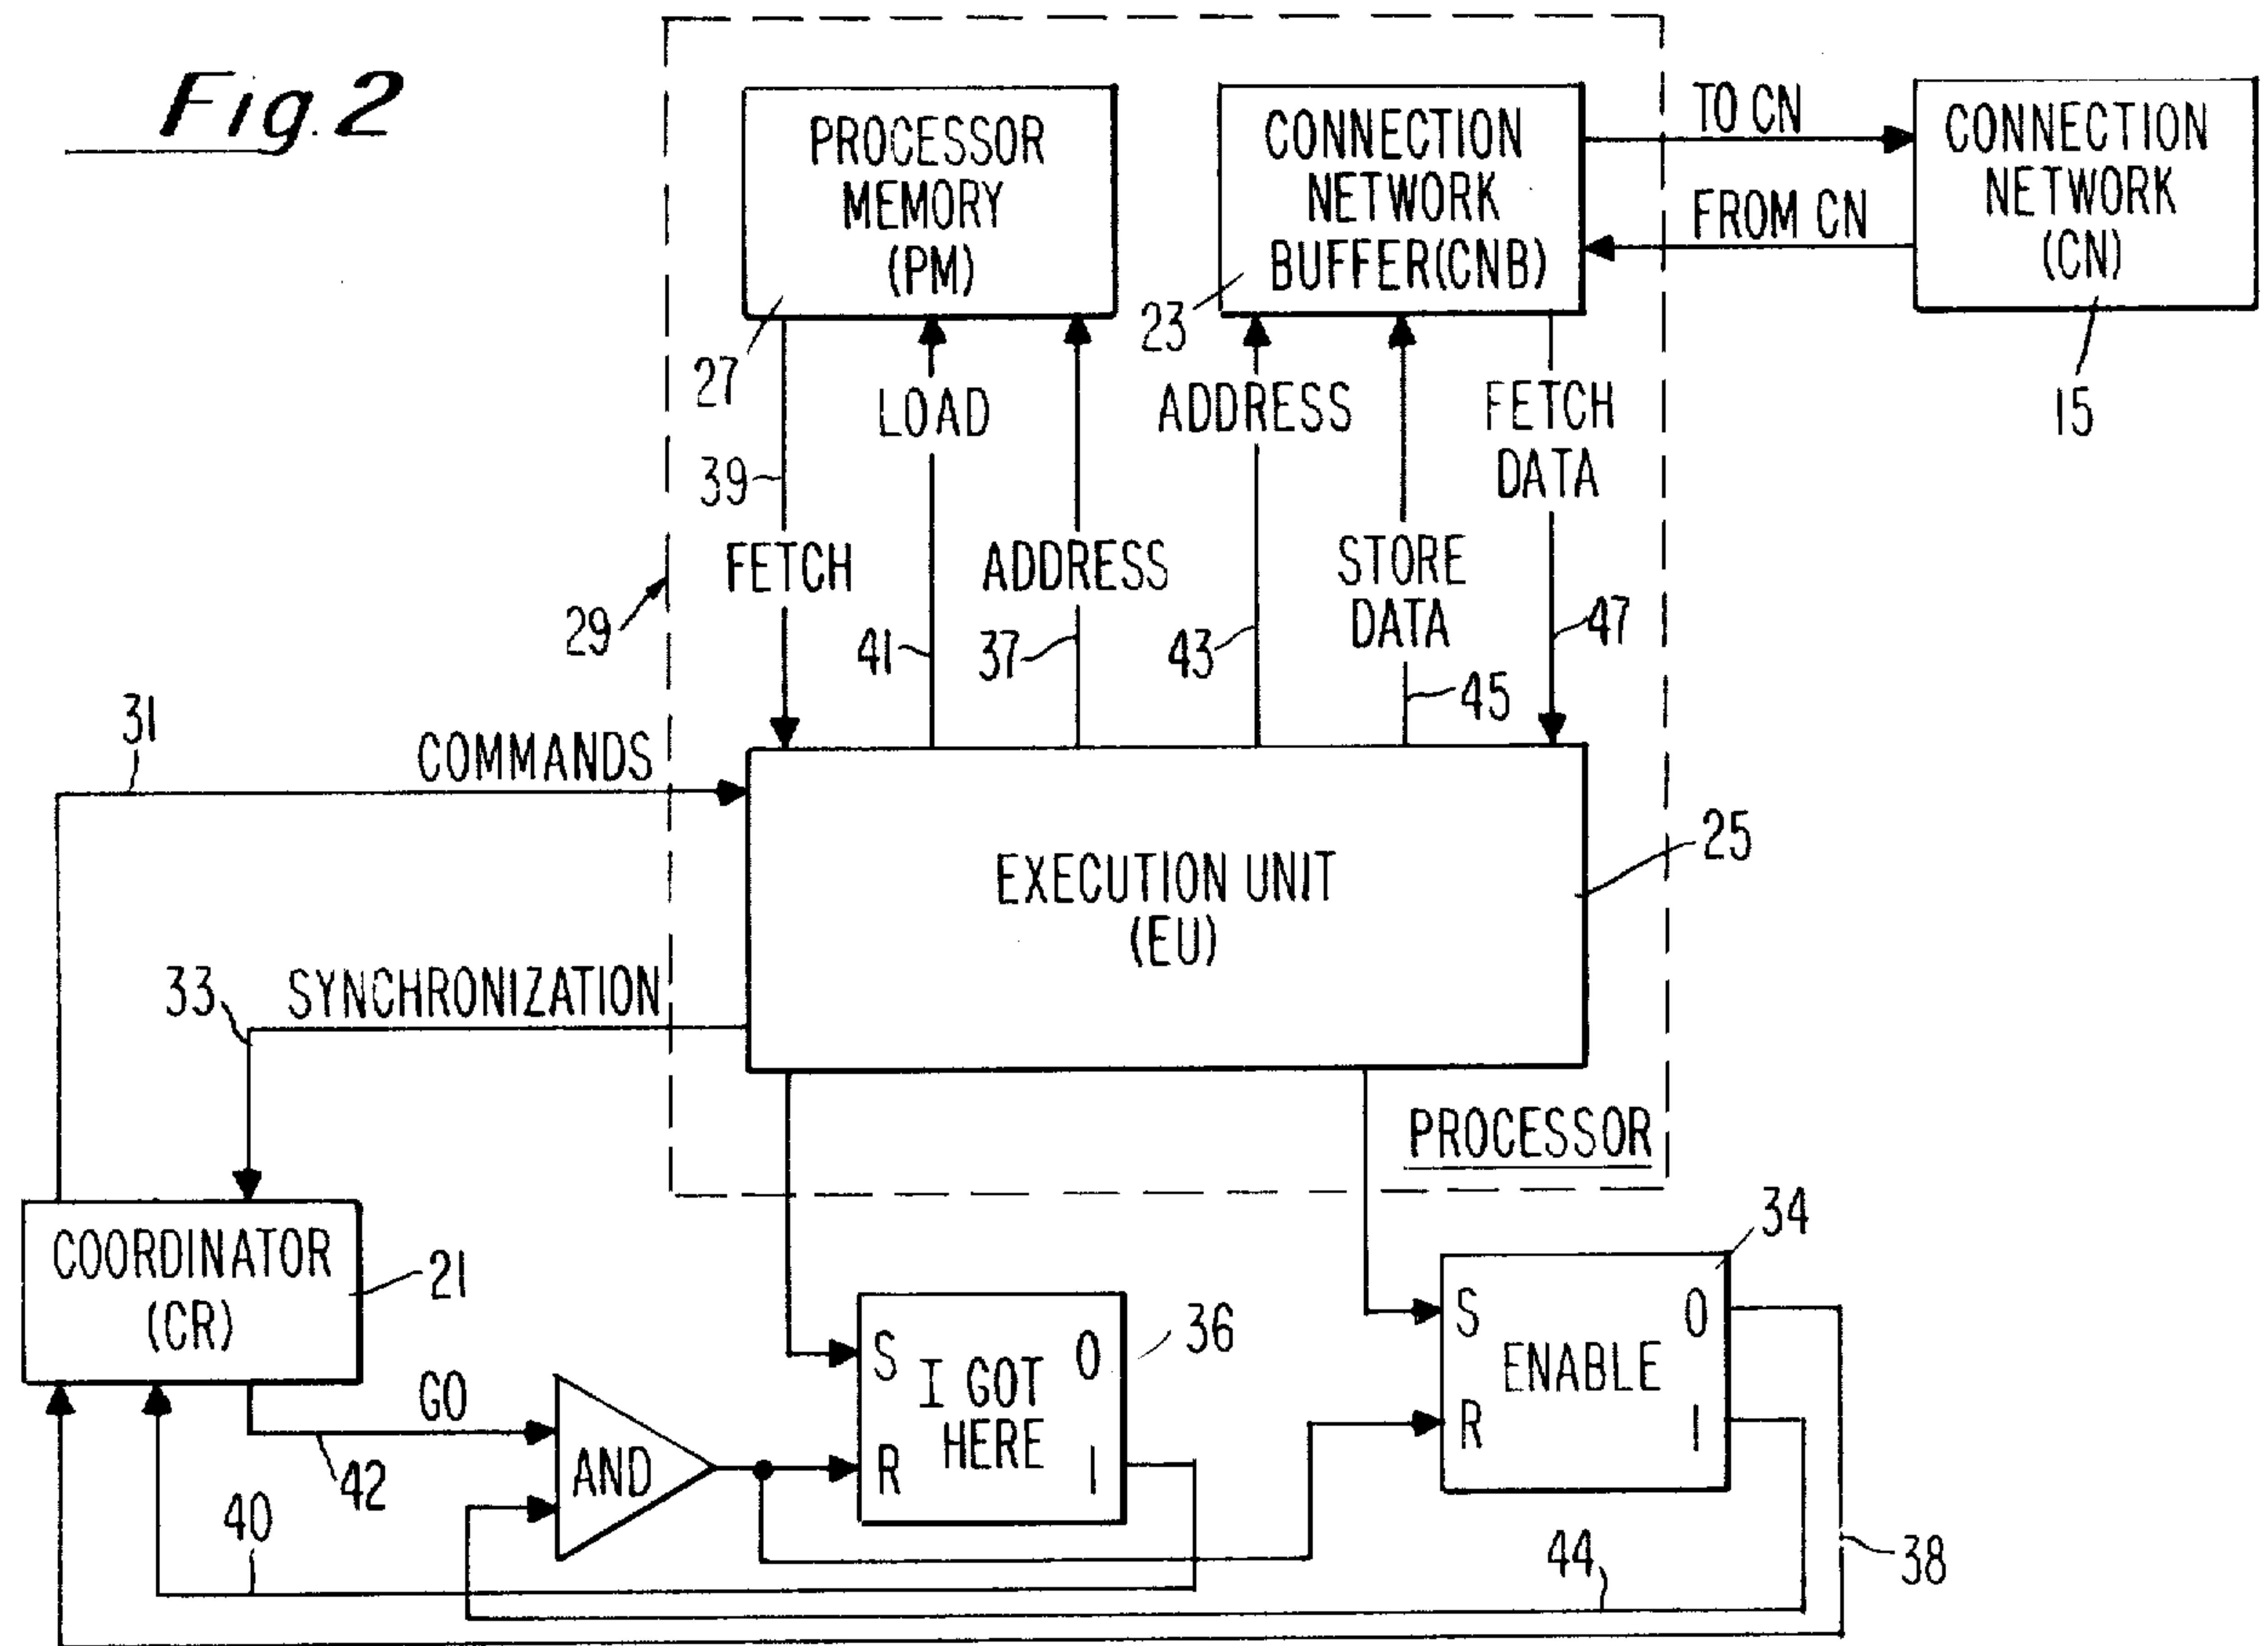 Fig. 2
PROCESSOR
MEMORY
(PM)
27
CONNECTION
NETWORK
BUFFER(CNB)
23
TO CN
FROM CN
CONNECTION
NETWORK
(CN)
15
39
FETCH
LOAD
41
ADDRESS
37
ADDRESS
43
STORE
DATA
45
FETCH
DATA
47
29
31
COMMANDS
EXECUTION UNIT
(EU)
25
33
SYNCHRONIZATION
PROCESSOR
COORDINATOR
(CR)
21
GO
42
40
AND
S
O
I GOT
HERE
R
1
36
S
O
ENABLE
R
1
34
44
38